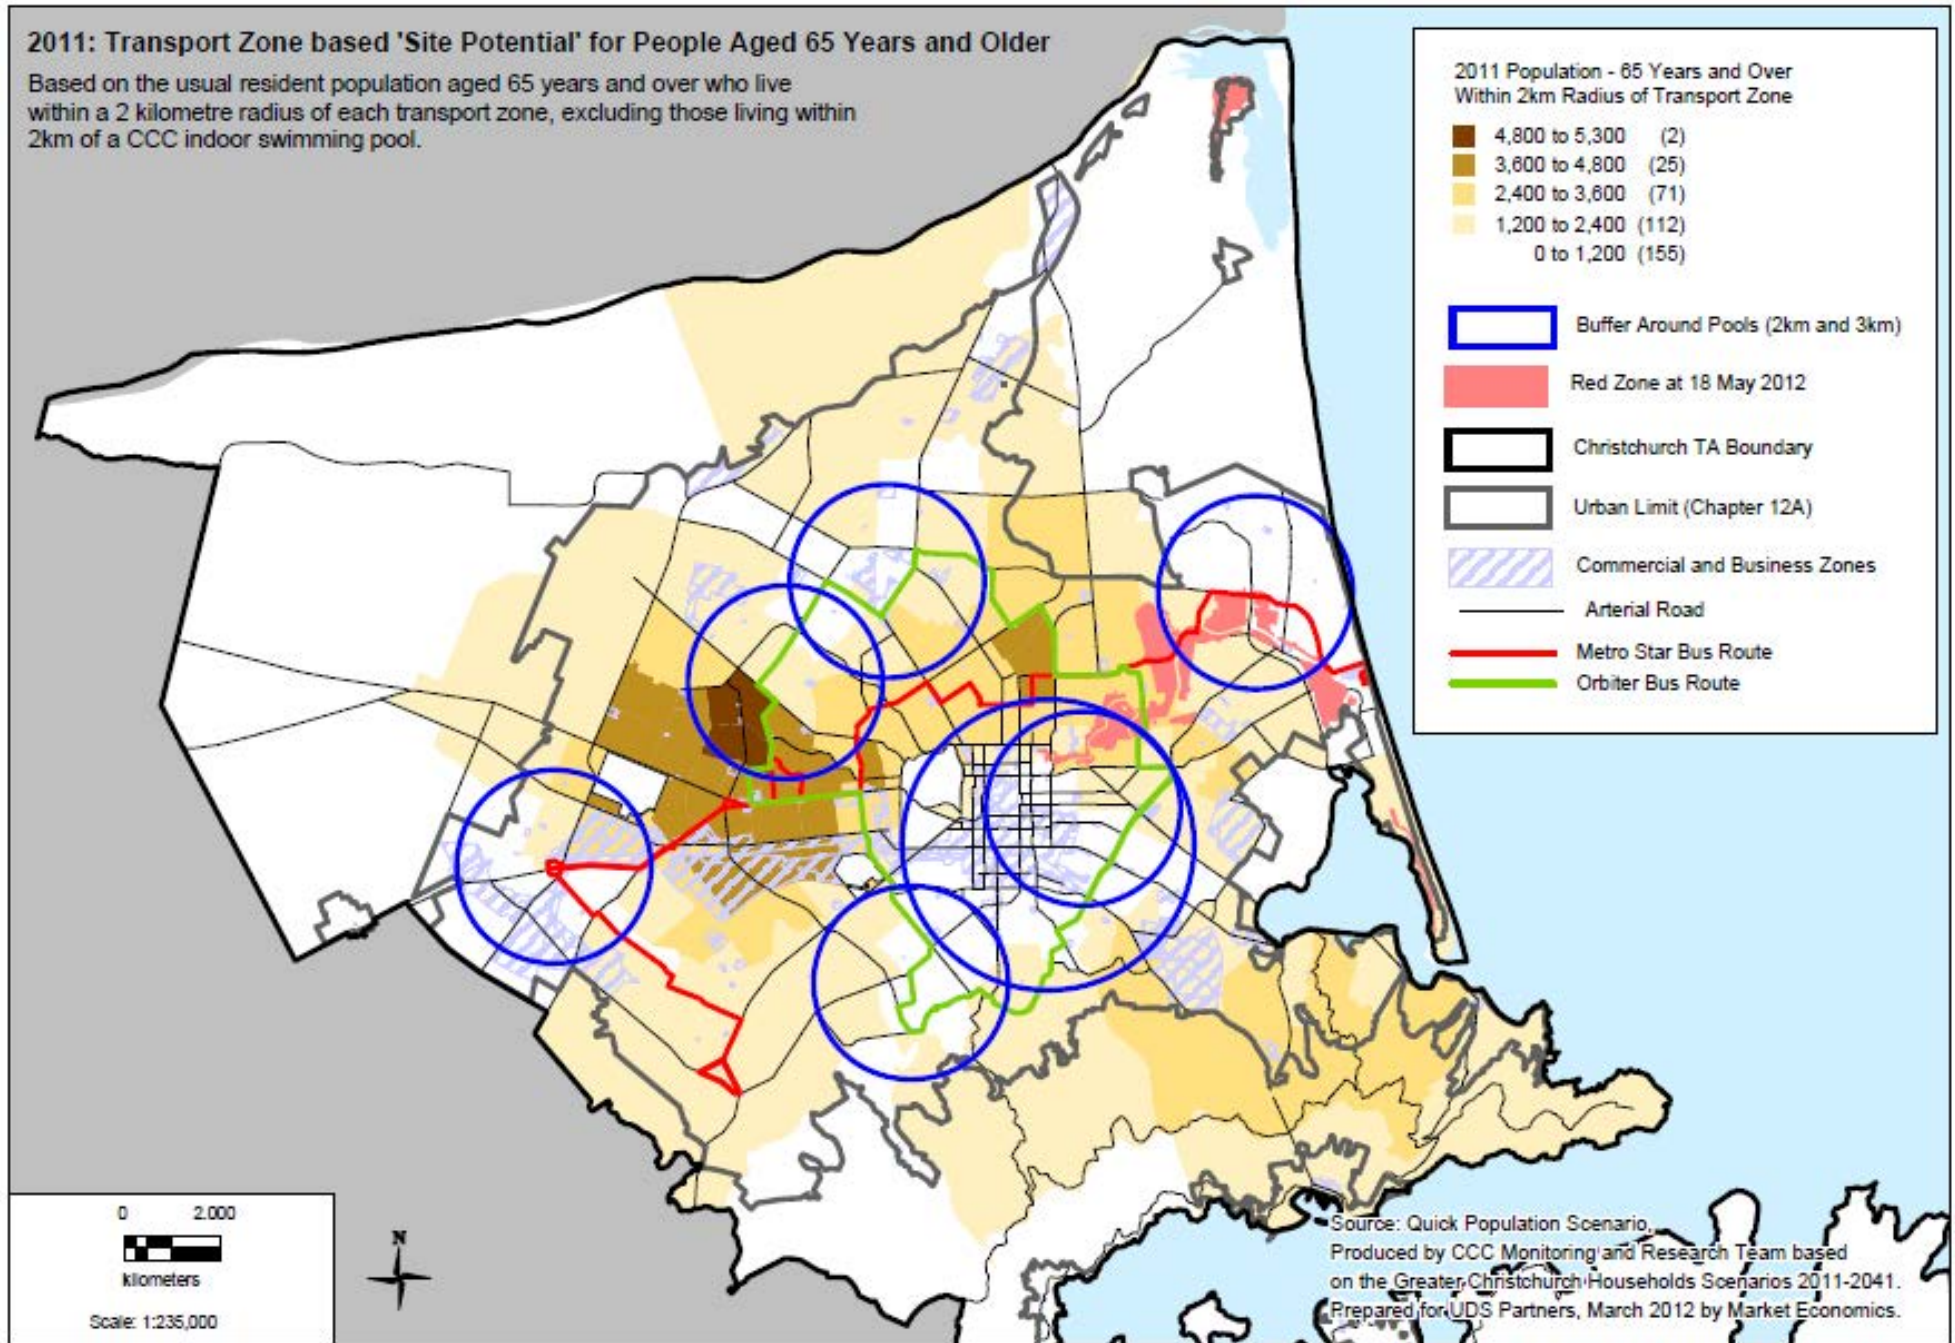 2011: Transport Zone based 'Site Potential' for People Aged 65 Years and Older
Based on the usual resident population aged 65 years and over who live
within a 2 kilometre radius of each transport zone, excluding those living within
2km of a CCC indoor swimming pool.
2011 Population - 65 Years and Over
Within 2km Radius of Transport Zone
4,800 to 5,300 (2)
3,600 to 4,800 (25)
2,400 to 3,600 (71)
1,200 to 2,400 (112)
0 to 1,200 (155)
Buffer Around Pools (2km and 3km)
Red Zone at 18 May 2012
Christchurch TA Boundary
Urban Limit (Chapter 12A)
Commercial and Business Zones
Arterial Road
Metro Star Bus Route
Orbiter Bus Route
0 2.000
kilometers
Scale: 1:235,000
N
Source: Quick Population Scenario,
Produced by CCC Monitoring and Research Team based
on the Greater Christchurch Households Scenarios 2011-2041.
Prepared for UDS Partners, March 2012 by Market Economics.